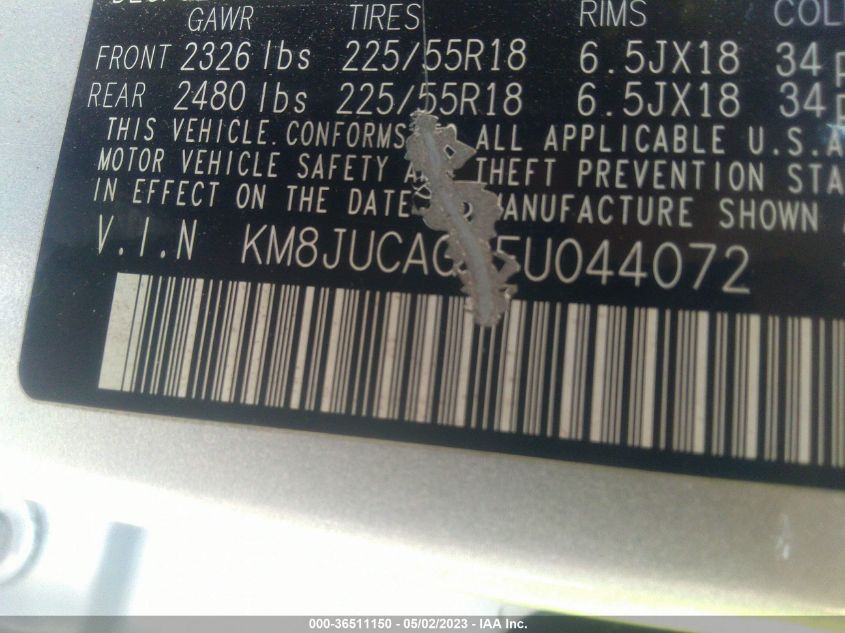 GAWR TIRES RIMS
FRONT 2326 lbs 225/55R18 6.5JX18 34
REAR 2480 lbs 225/55R18 6.5JX18 34
THIS VEHICLE CONFORMS ALL APPLICABLE U.S.
MOTOR VEHICLE SAFETY THEFT PREVENTION
IN EFFECT ON THE DATE MANUFACTURE SHOWN
V.I.N
000-36511150 — 05/02/2023 — © IAA, Inc.